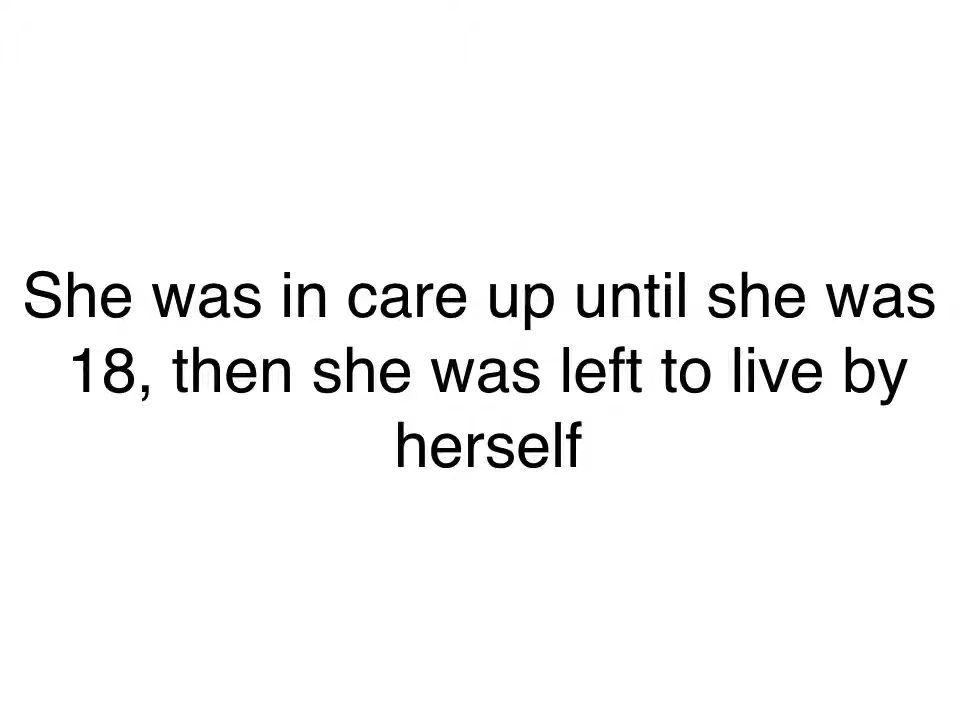 She was in care up until she was
18, then she was left to live by
herself